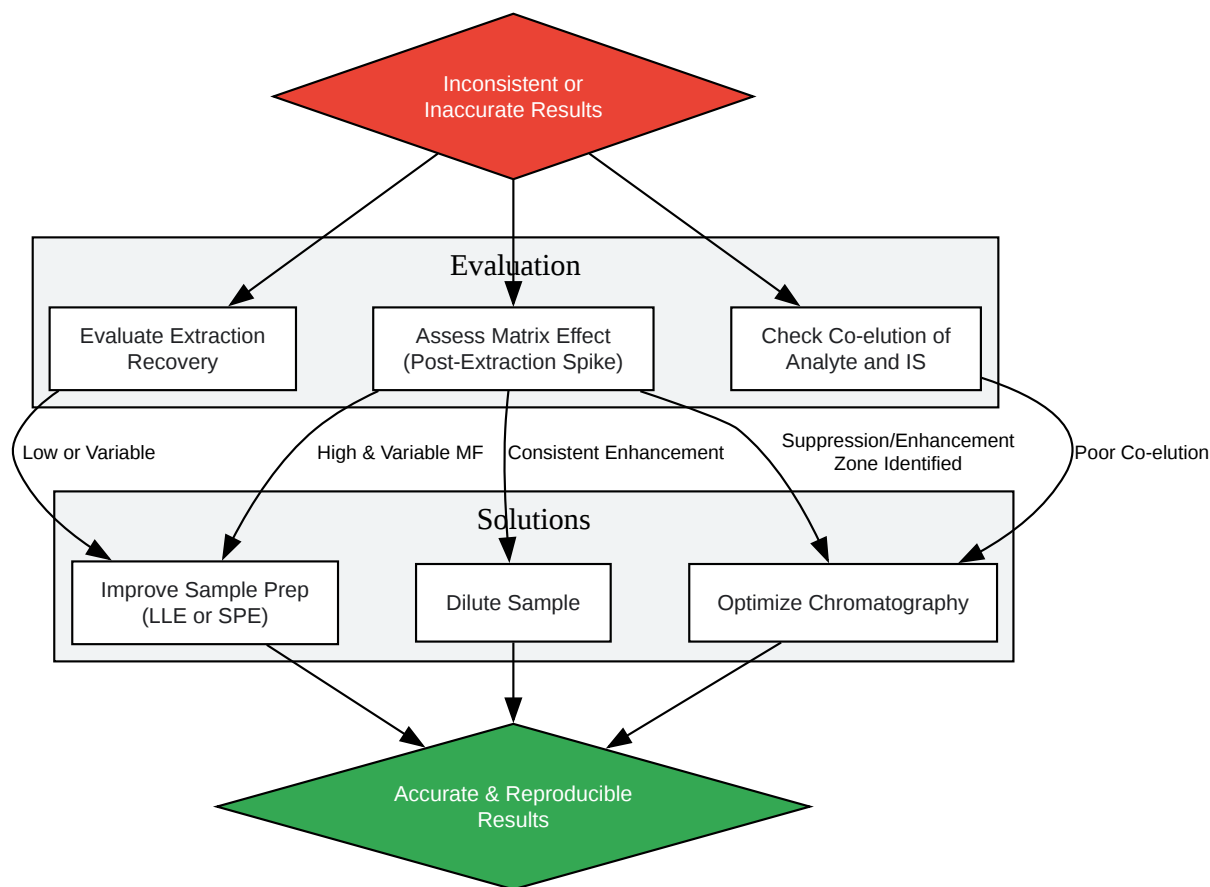 Inconsistent or
Inaccurate Results
Evaluation
Evaluate Extraction
Recovery
Assess Matrix Effect
(Post-Extraction Spike)
Check Co-elution of
Analyte and IS
Low or Variable
High & Variable MF
Consistent Enhancement
Suppression/Enhancement
Zone Identified
Poor Co-elution
Solutions
Improve Sample Prep
(LLE or SPE)
Dilute Sample
Optimize Chromatography
Accurate & Reproducible
Results